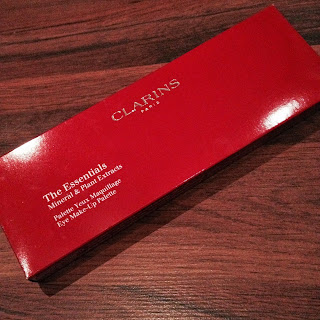 CLARINS
PARIS
The Essentials
Mineral & Plant Extracts
Palette Yeux Maquillage
Eye Make-Up Palette